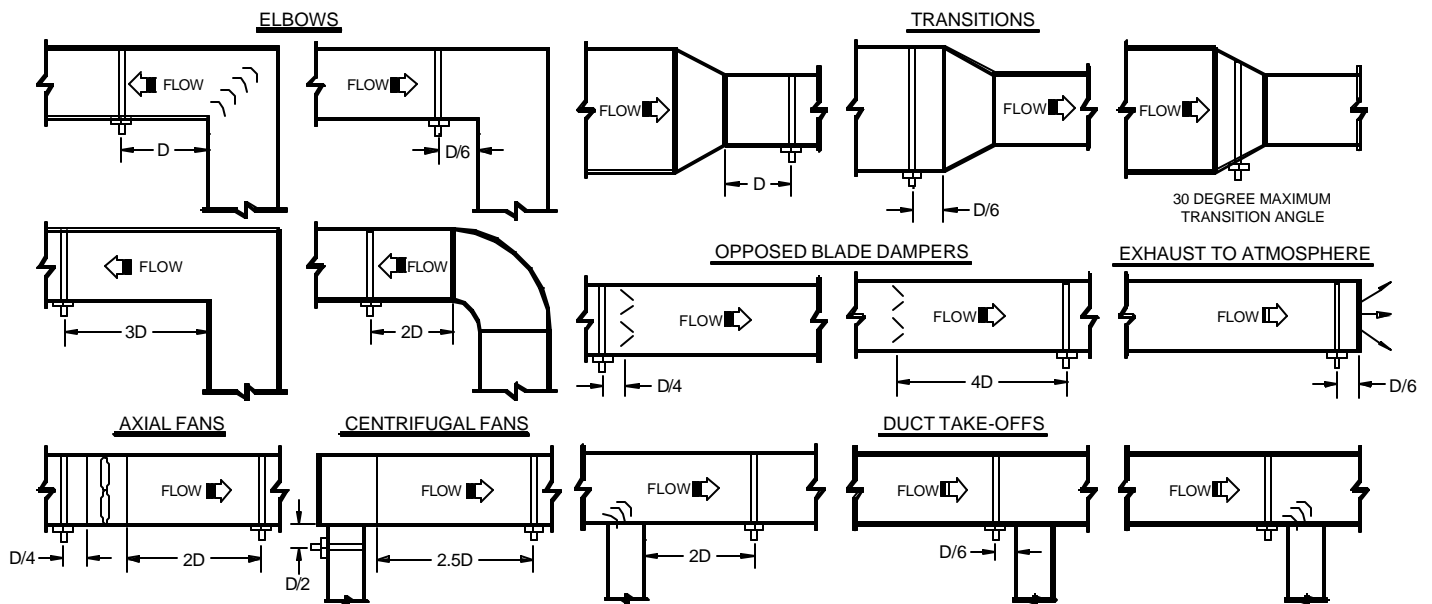 ELBOWS
TRANSITIONS
FLOW
FLOW
FLOW
FLOW
FLOW
D
D/6
D
D/6
30 DEGREE MAXIMUM
TRANSITION ANGLE
FLOW
FLOW
3D
2D
OPPOSED BLADE DAMPERS
EXHAUST TO ATMOSPHERE
FLOW
FLOW
FLOW
D/4
4D
D/6
AXIAL FANS
CENTRIFUGAL FANS
DUCT TAKE-OFFS
FLOW
FLOW
FLOW
FLOW
FLOW
D/4
2D
D/2
2.5D
2D
D/6